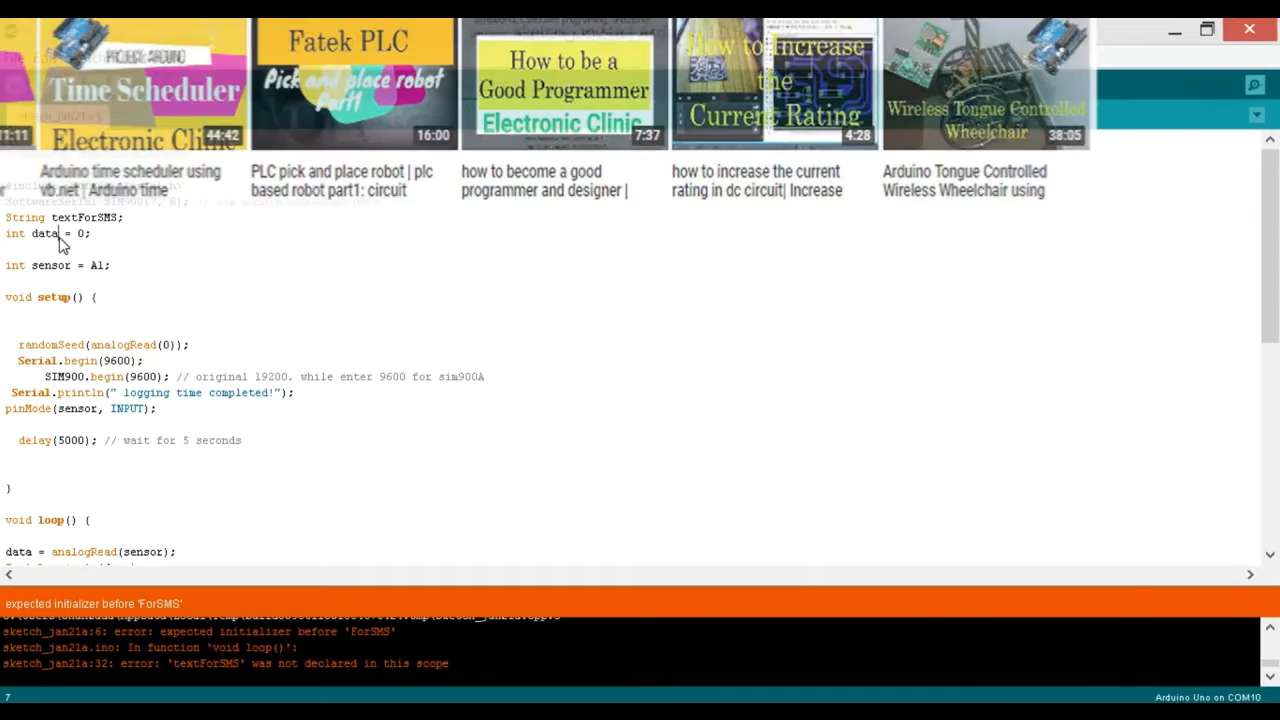 PROJECT ARDUINO
Time Scheduler
Electronic Clinic
11:11
44:42
Fatek PLC
Pick and place robot
Part1
16:00
How to be a
Good Programmer
Electronic Clinic
7:37
How to Increase
the
Current Rating
4:28
Wireless Tongue Controlled
Wheelchair
38:05
Arduino time scheduler using
vb.net | Arduino time
PLC pick and place robot | plc
based robot part1: circuit
how to become a good
programmer and designer |
how to increase the current
rating in dc circuit| Increase
Arduino Tongue Controlled
Wireless Wheelchair using
SoftwareSerial SIM900(7, 8);
String textForSMS;
int data = 0;
int sensor = A1;
void setup() {
randomSeed(analogRead(0));
Serial.begin(9600);
SIM900.begin(9600); // original 19200. while enter 9600 for sim900A
Serial.println(" logging time completed!");
pinMode(sensor, INPUT);
delay(5000); // wait for 5 seconds
}
void loop() {
data = analogRead(sensor);
expected initializer before 'ForSMS'
sketch_jan21a:6: error: expected initializer before 'ForSMS'
sketch_jan21a.ino: In function 'void loop()':
sketch_jan21a:32: error: 'textForSMS' was not declared in this scope
7
Arduino Uno on COM10